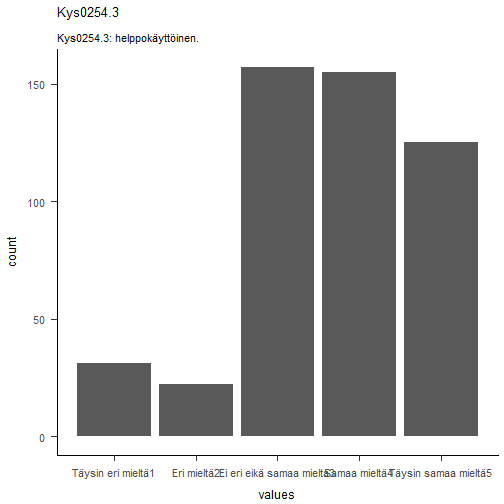 Kys0254.3
Kys0254.3: helppokäyttöinen.
150
100
50
0
count
Täysin eri mieltä1 Eri mieltä2 Ei eri eikä samaa mieltä3 Samaa mieltä4 Täysin samaa mieltä5
values